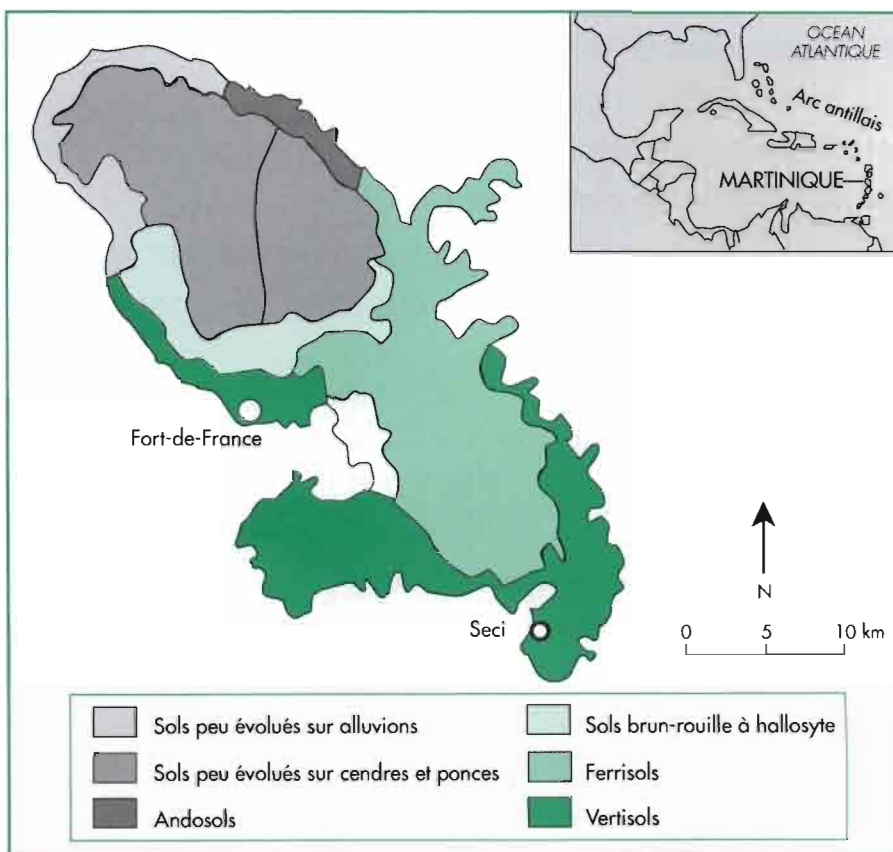 OCEAN
ATLANTIQUE
Arc antillais
MARTINIQUE
Fort-de-France
Seci
N
0 5 10 km
Sols peu évolués sur alluvions
Sols peu évolués sur cendres et ponces
Andosols
Sols brun-rouille à hallosyte
Ferrisols
Vertisols